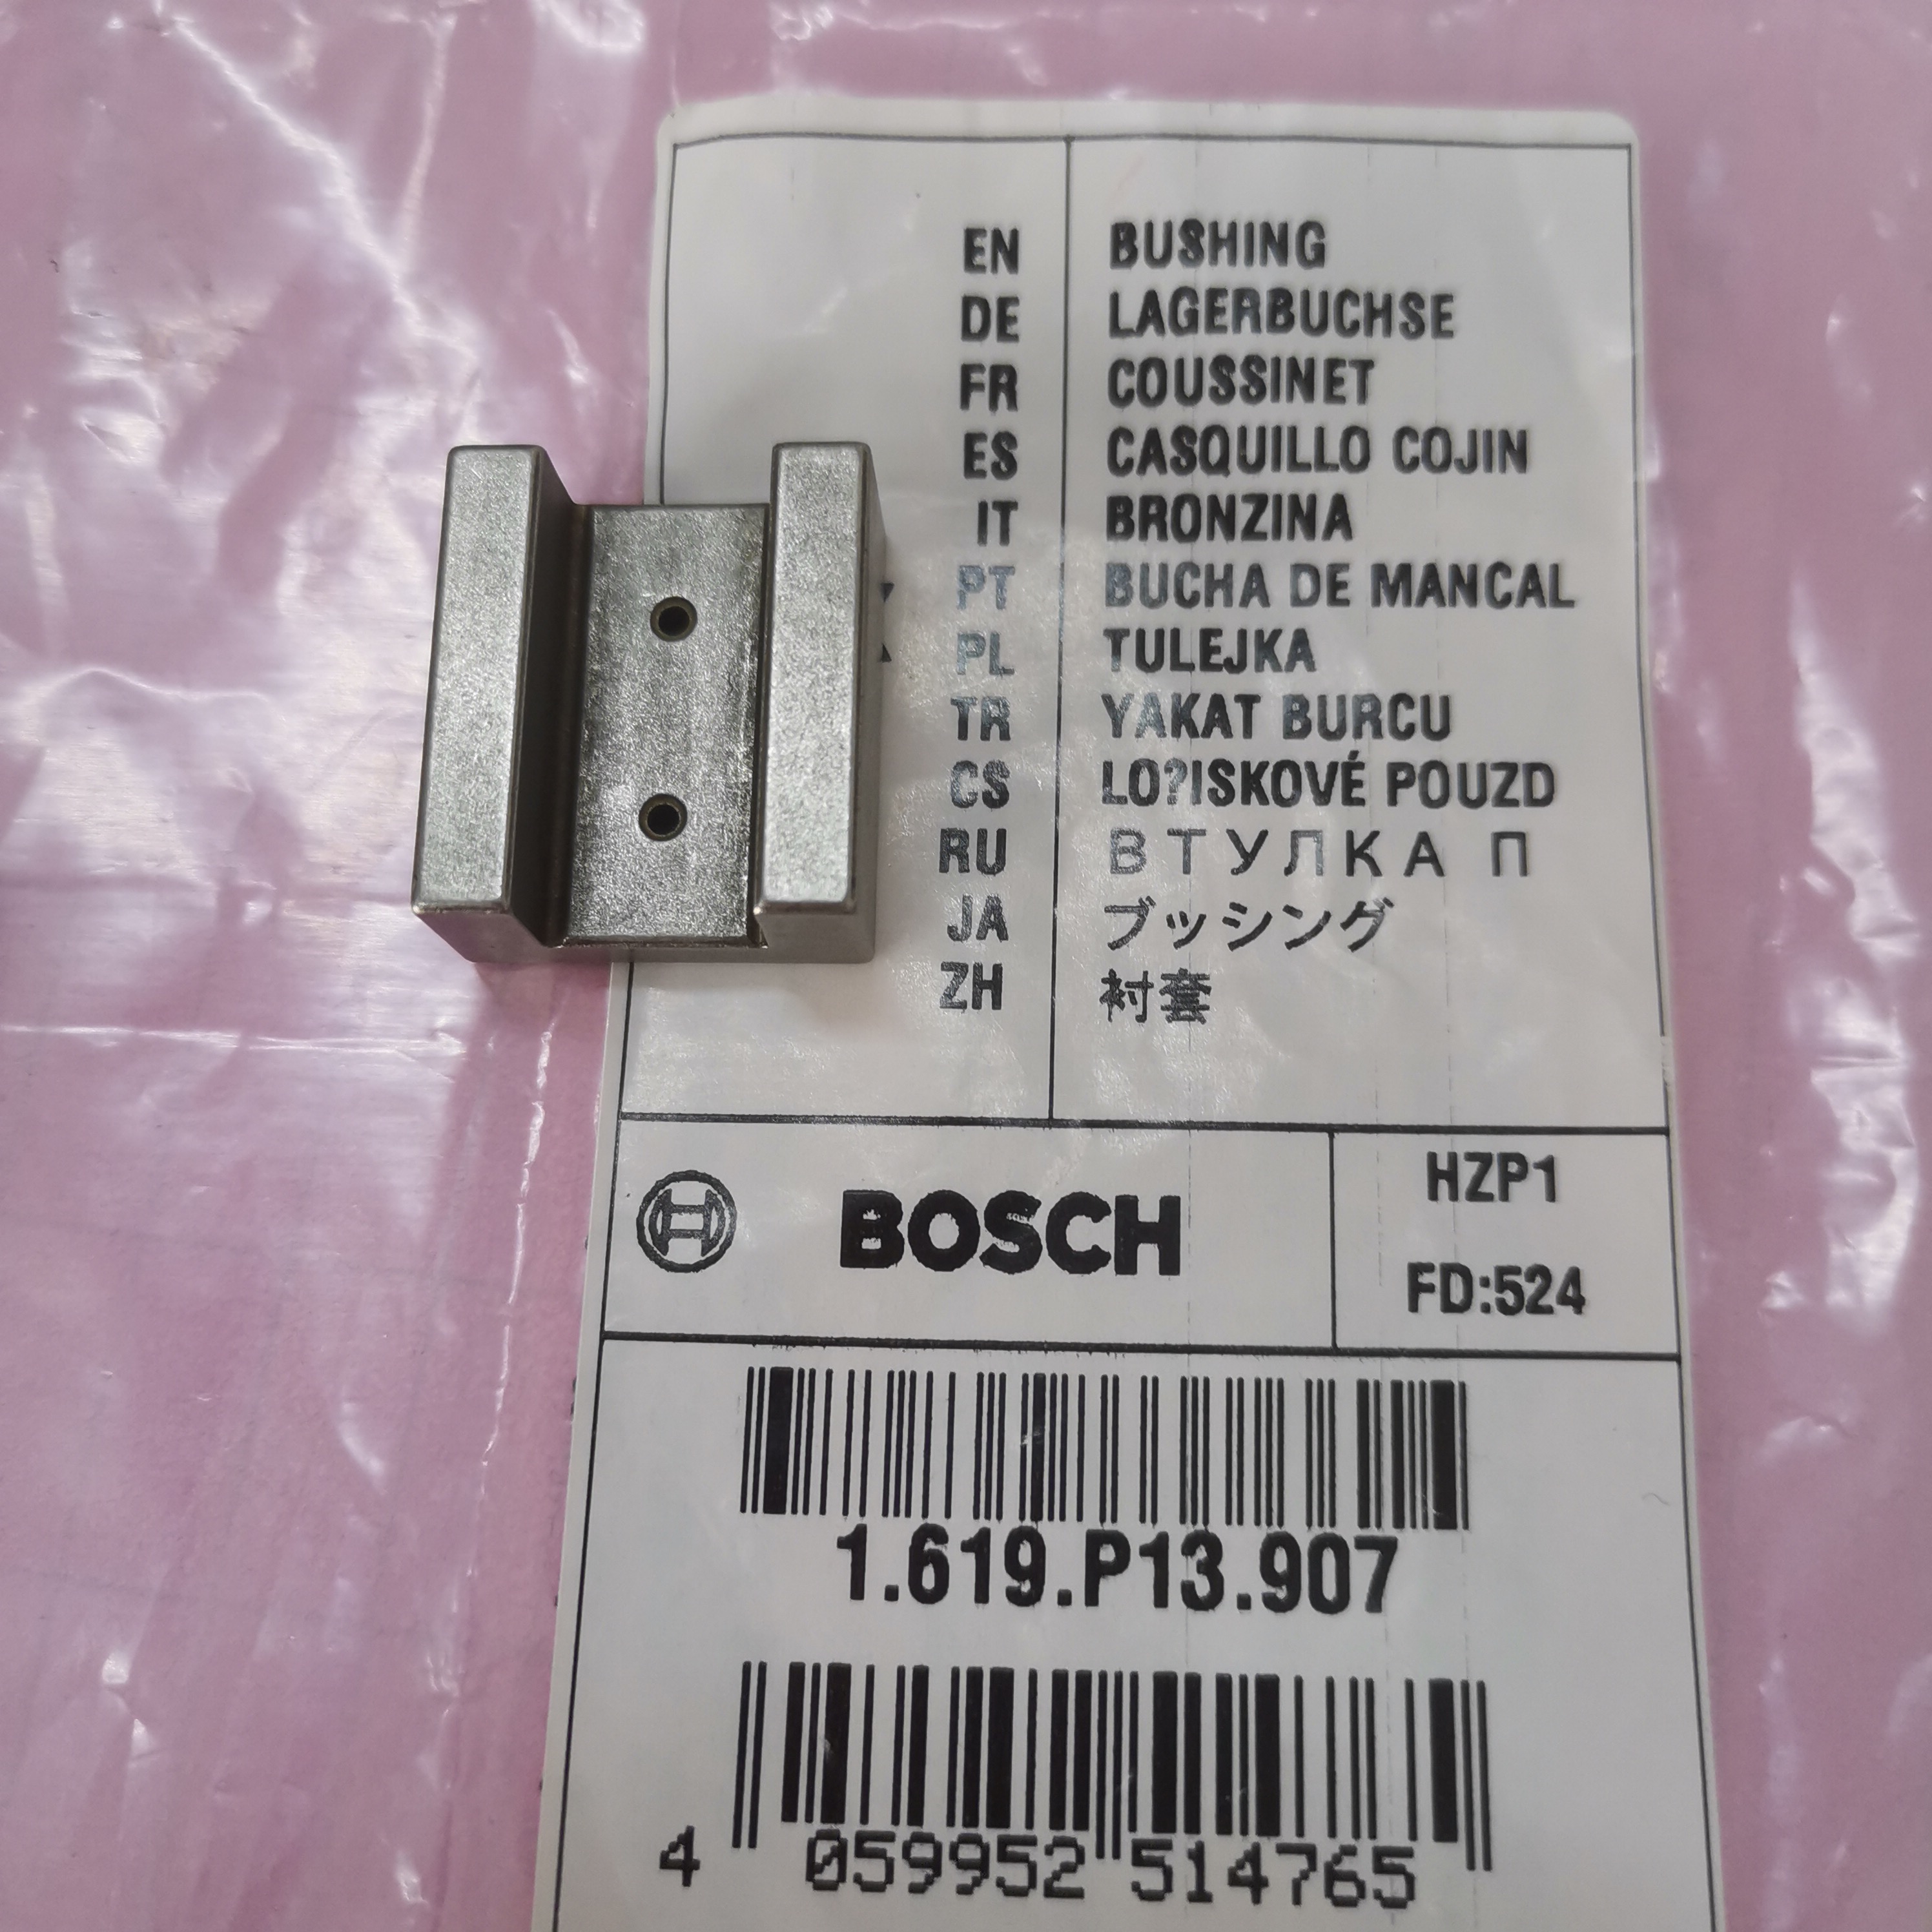 EN BUSHING
DE LAGERBUCHSE
FR COUSSINET
ES CASQUILLO COJIN
IT BRONZINA
PT BUCHA DE MANCAL
PL TULEJKA
TR YAKAT BURCU
CS LO?ISKOVÉ POUZD
RU ВТУЛКА П
JA ブッシング
ZH 衬套
BOSCH
HZP1
FD:524
1.619.P13.907
4 059952 514765